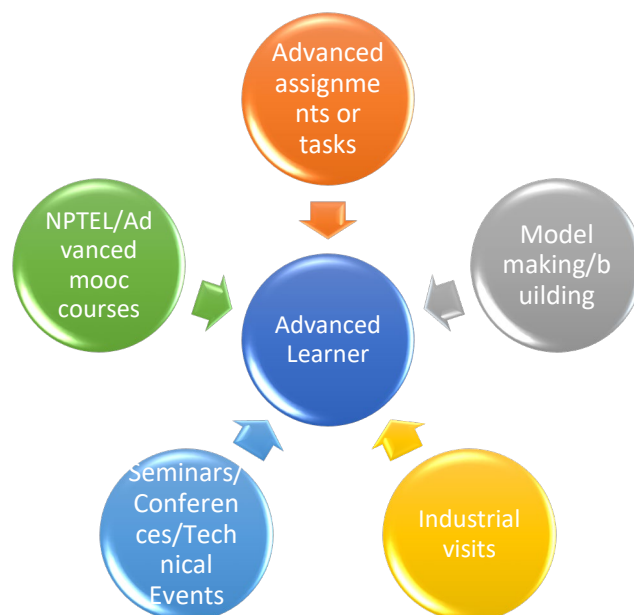 Advanced
assignme
nts or
tasks
NPTEL/Ad
vanced
mooc
courses
Model
making/b
uilding
Advanced
Learner
Seminars/
Conferen
ces/Tech
nical
Events
Industrial
visits